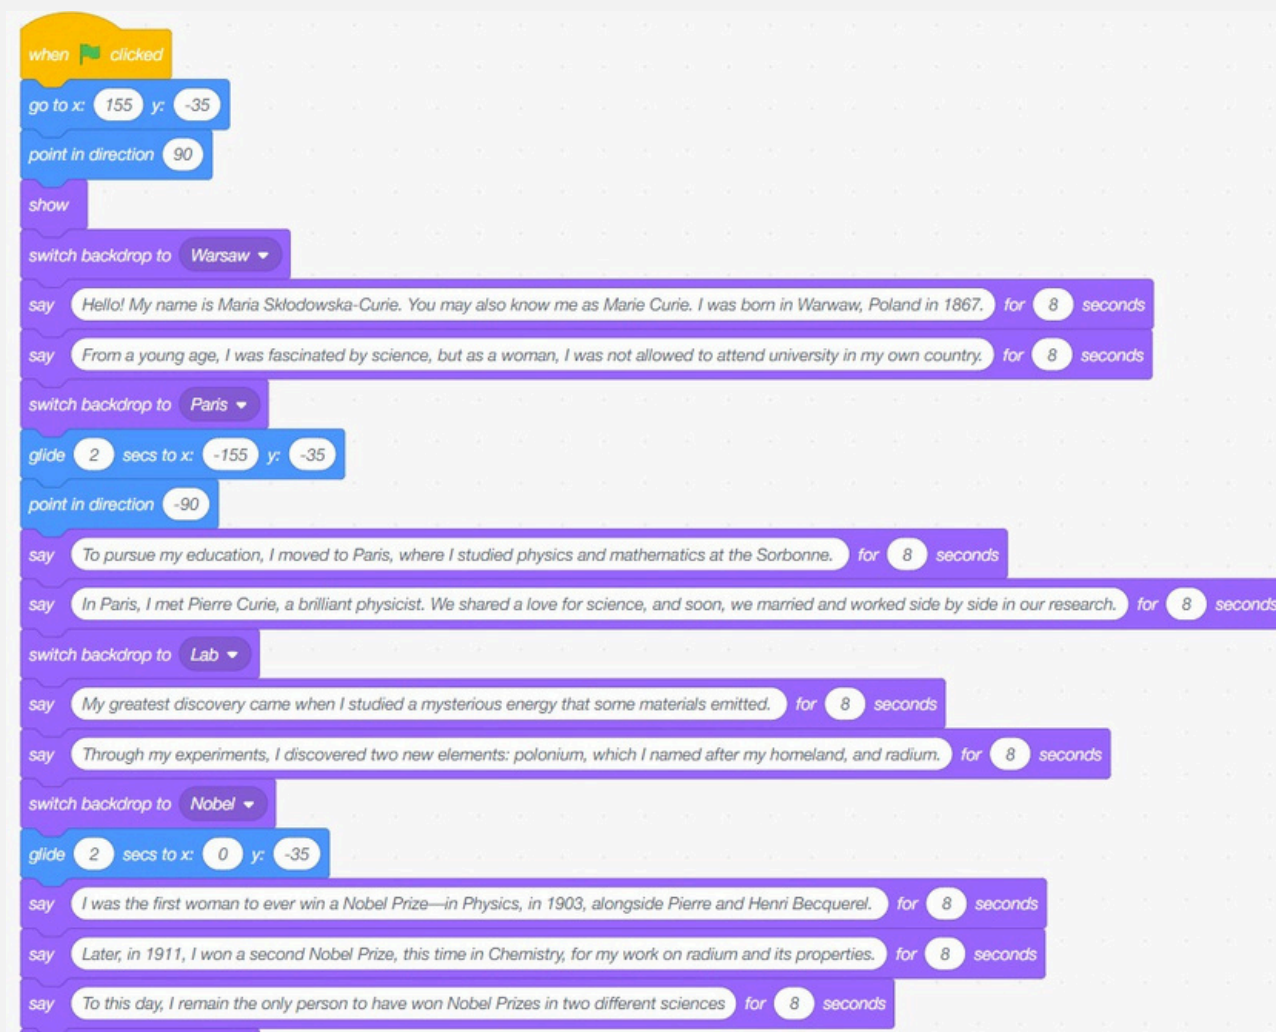 when clicked
go to x: 155 y: -35
point in direction 90
show
switch backdrop to Warsaw
say Hello! My name is Maria Skłodowska-Curie. You may also know me as Marie Curie. I was born in Warwaw, Poland in 1867. for 8 seconds
say From a young age, I was fascinated by science, but as a woman, I was not allowed to attend university in my own country. for 8 seconds
switch backdrop to Paris
glide 2 secs to x: -155 y: -35
point in direction -90
say To pursue my education, I moved to Paris, where I studied physics and mathematics at the Sorbonne. for 8 seconds
say In Paris, I met Pierre Curie, a brilliant physicist. We shared a love for science, and soon, we married and worked side by side in our research. for 8 seconds
switch backdrop to Lab
say My greatest discovery came when I studied a mysterious energy that some materials emitted. for 8 seconds
say Through my experiments, I discovered two new elements: polonium, which I named after my homeland, and radium. for 8 seconds
switch backdrop to Nobel
glide 2 secs to x: 0 y: -35
say I was the first woman to ever win a Nobel Prize—in Physics, in 1903, alongside Pierre and Henri Becquerel. for 8 seconds
say Later, in 1911, I won a second Nobel Prize, this time in Chemistry, for my work on radium and its properties. for 8 seconds
say To this day, I remain the only person to have won Nobel Prizes in two different sciences for 8 seconds